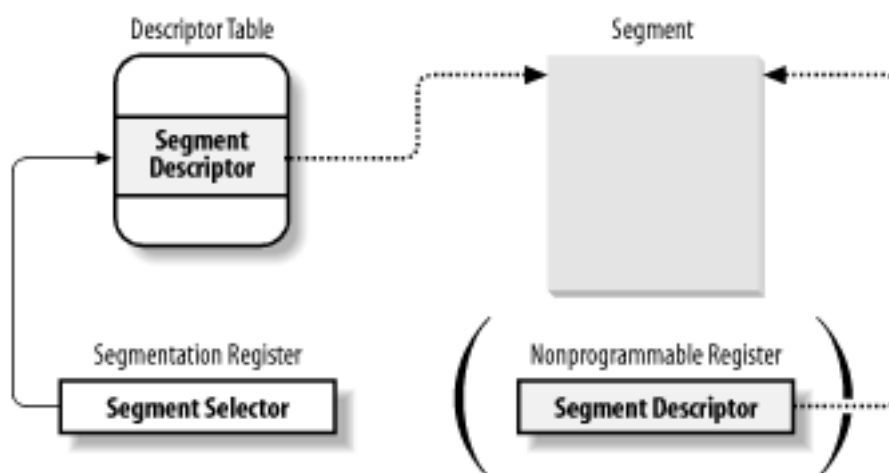 Descriptor Table
Segment
Segment
Descriptor
Segmentation Register
Nonprogrammable Register
Segment Selector
Segment Descriptor